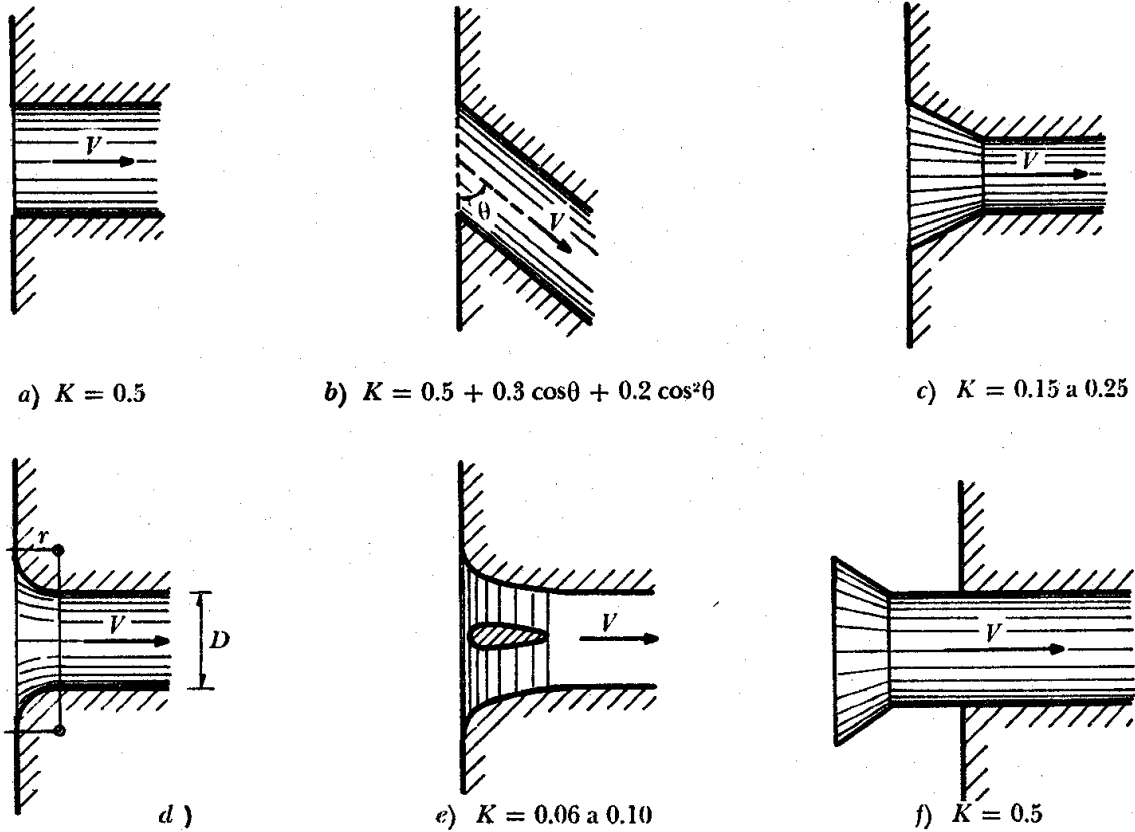 V
V
θ
V
a) K = 0.5
b) K = 0.5 + 0.3 cosθ + 0.2 cos²θ
c) K = 0.15 a 0.25
r
V
D
V
V
d )
e) K = 0.06 a 0.10
f) K = 0.5